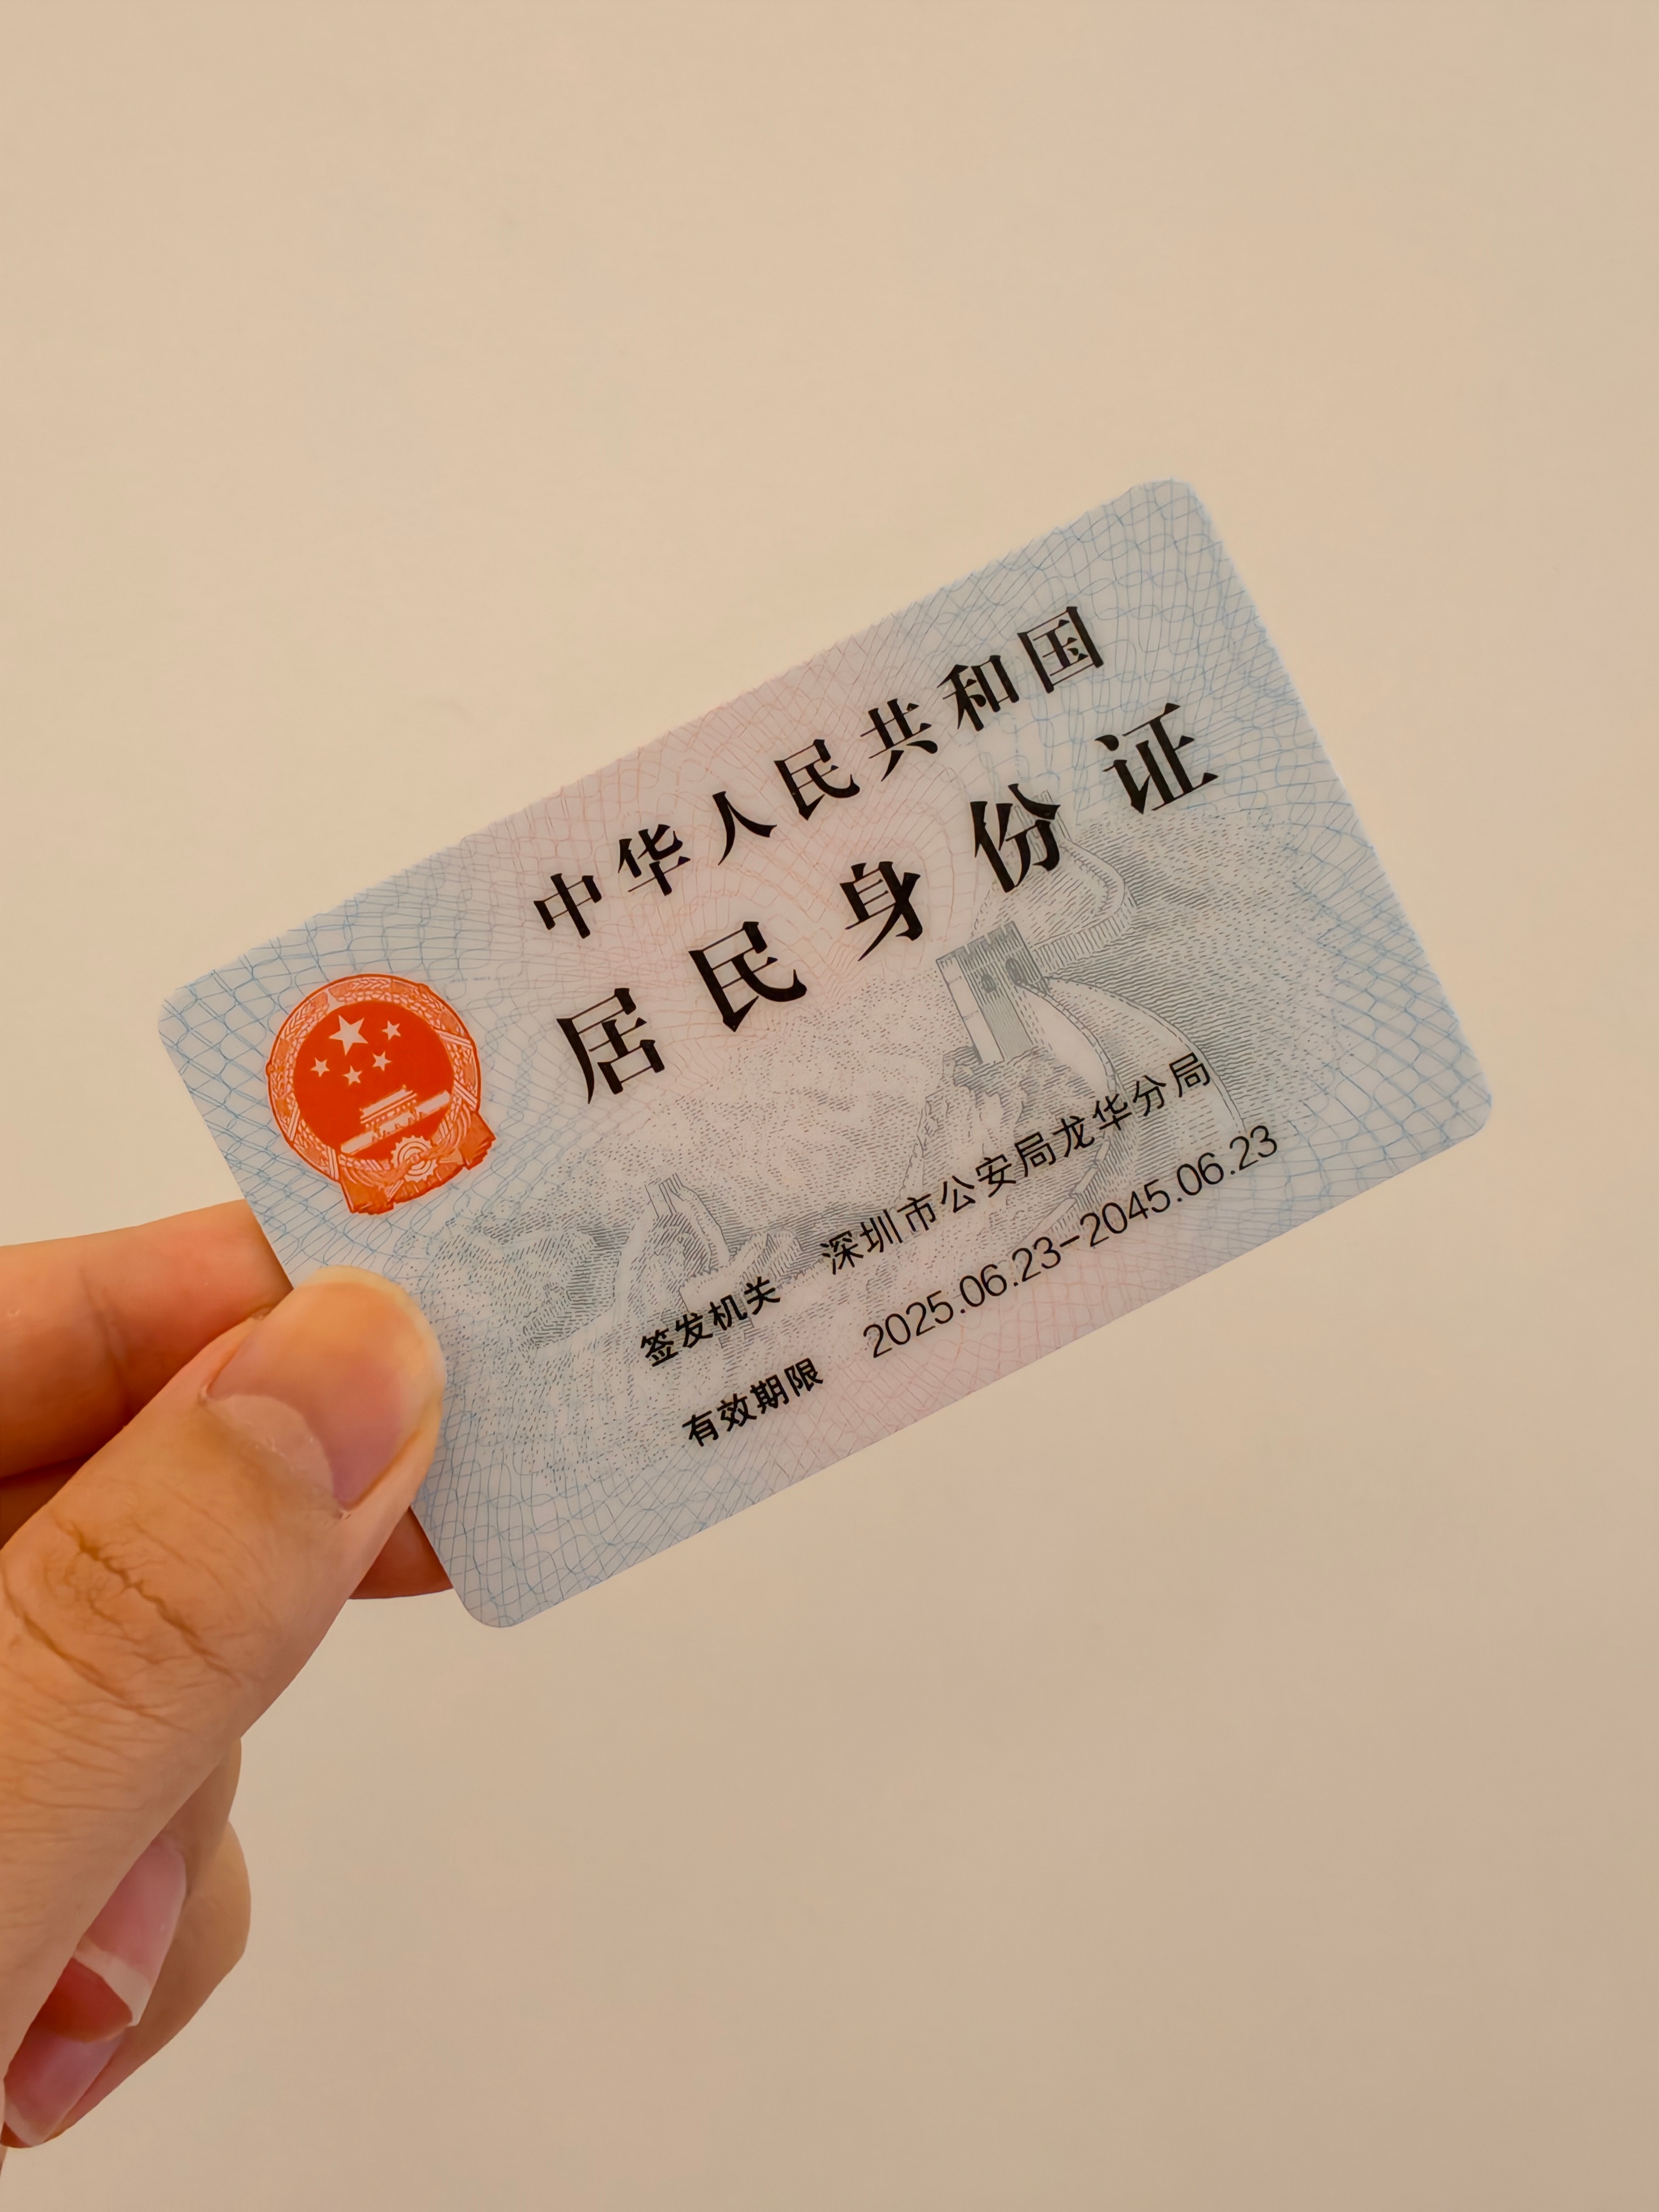 中华人民共和国
居民身份证
签发机关 深圳市公安局龙华分局
有效期限 2025.06.23-2045.06.23